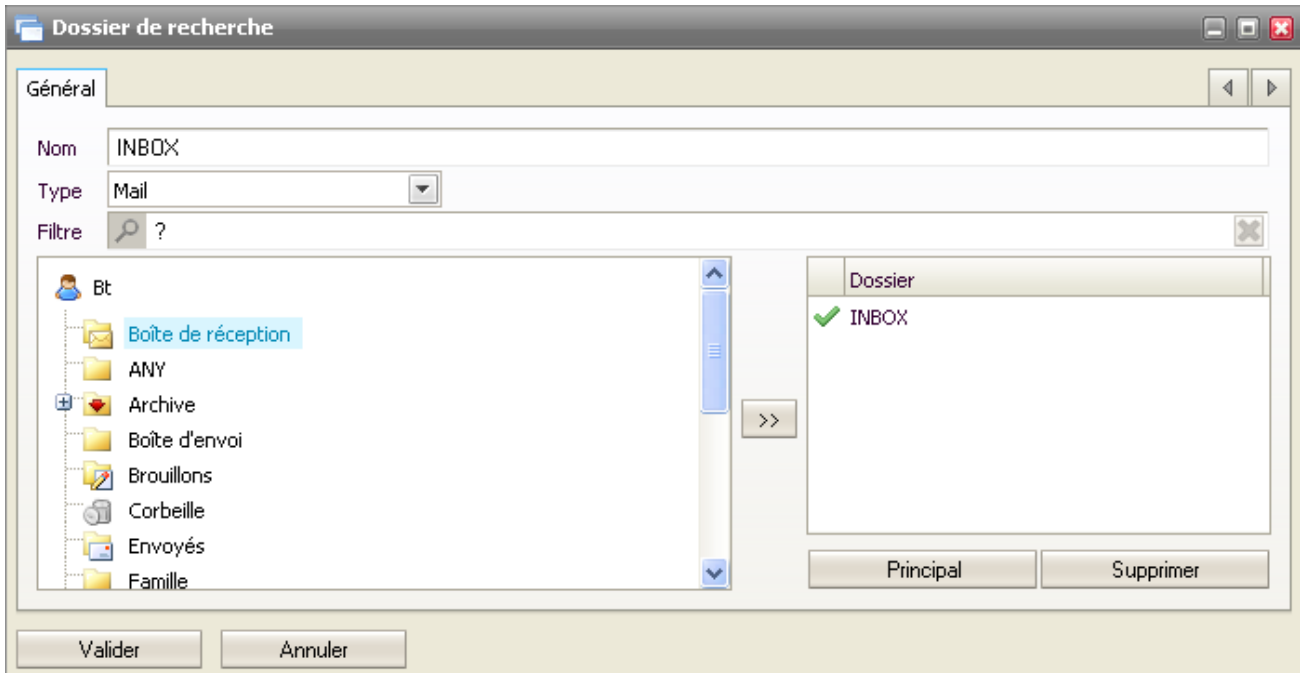 Dossier de recherche
Général
Nom INBOX
Type Mail
Filtre ?
Bt
Boîte de réception
ANY
Archive
Boîte d'envoi
Brouillons
Corbeille
Envoyés
Famille
>>
Dossier
INBOX
Principal Supprimer
Valider Annuler